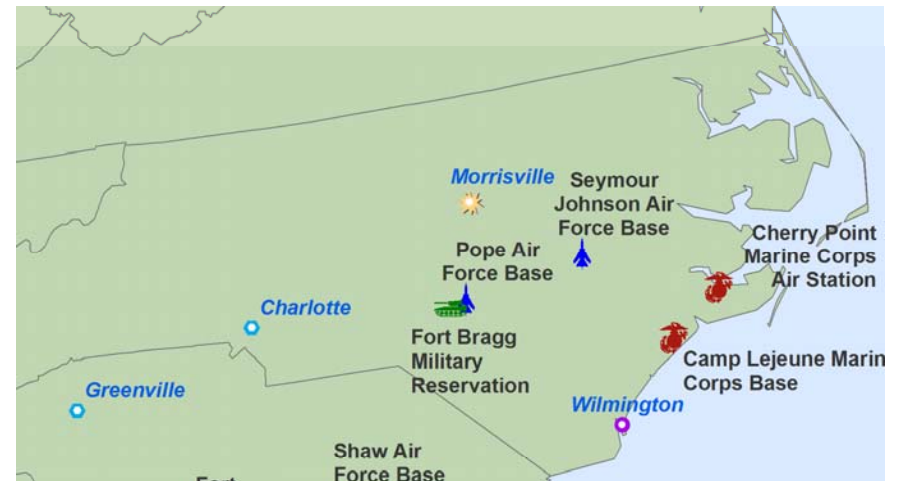 Morrisville
Seymour
Johnson Air
Force Base
Cherry Point
Marine Corps
Air Station
Pope Air
Force Base
Charlotte
Fort Bragg
Military
Reservation
Camp Lejeune Marin
Corps Base
Greenville
Wilmington
Shaw Air
Force Base
Fort